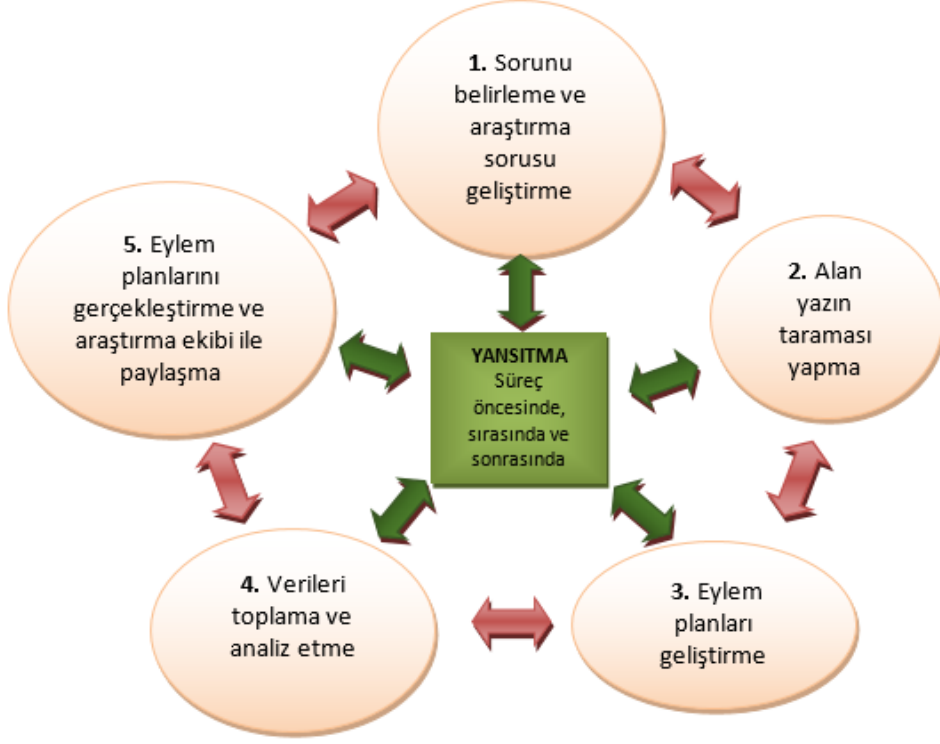 1. Sorunu
belirleme ve
araştırma
sorusu
geliştirme
2. Alan
yazın
taraması
yapma
3. Eylem
planları
geliştirme
4. Verileri
toplama ve
analiz etme
5. Eylem
planlarını
gerçekleştirme ve
araştırma ekibi ile
paylaşma
YANSITMA
Süreç
öncesinde,
sırasında ve
sonrasında